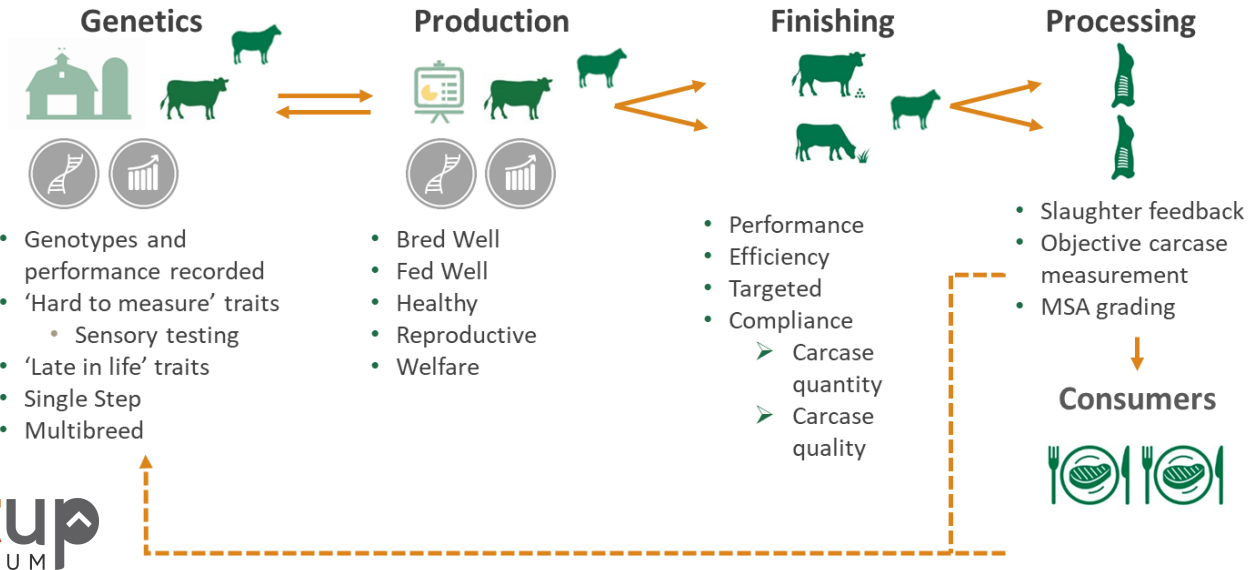 Genetics
Production
Finishing
Processing
• Genotypes and
performance recorded
• ‘Hard to measure’ traits
• Sensory testing
• ‘Late in life’ traits
• Single Step
• Multibreed
• Bred Well
• Fed Well
• Healthy
• Reproductive
• Welfare
• Performance
• Efficiency
• Targeted
• Compliance
➢ Carcase
quantity
➢ Carcase
quality
• Slaughter feedback
• Objective carcase
measurement
• MSA grading
Consumers
up
UM